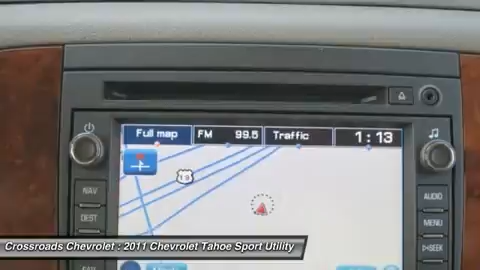 Full map FM 99.5 Traffic 1:13
19
NAV
AUDIO
DEST
MENU
SEEK
Crossroads Chevrolet : 2011 Chevrolet Tahoe Sport Utility